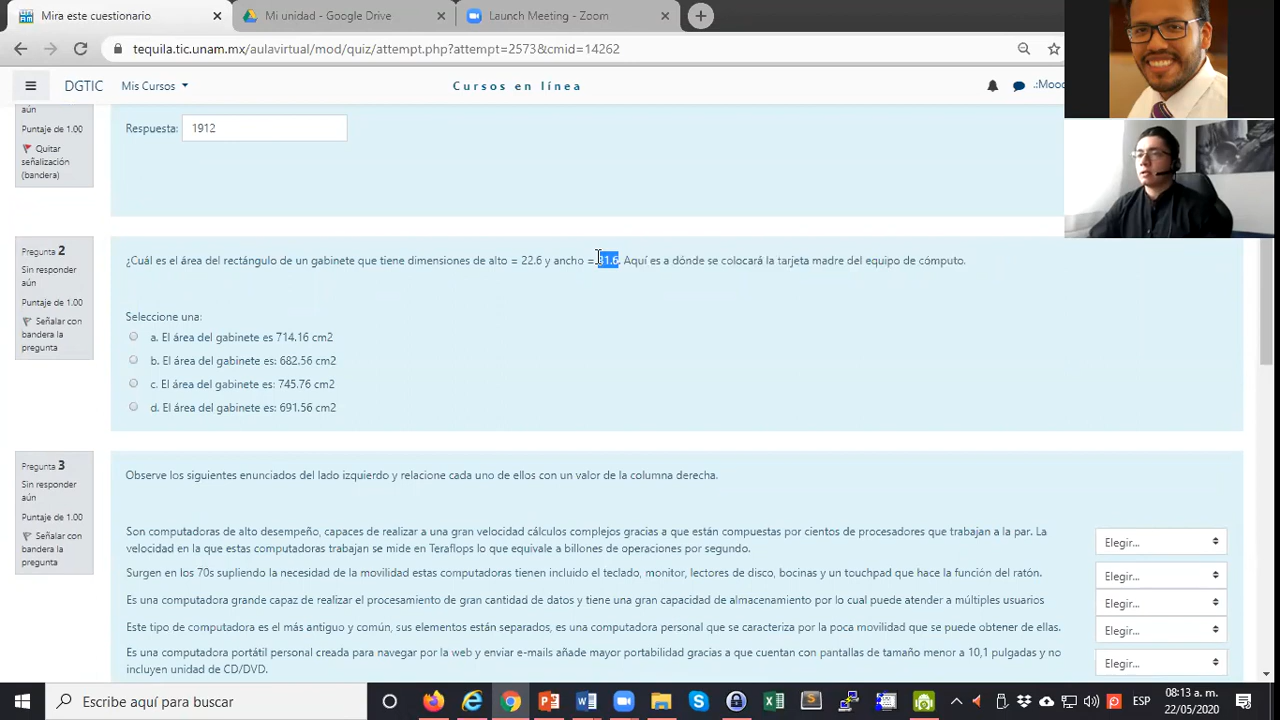 Mira este cuestionario
Mi unidad - Google Drive
Launch Meeting - Zoom
tequila.tic.unam.mx/aulavirtual/mod/quiz/attempt.php?attempt=2573&cmid=14262
DGTIC
Mis Cursos
Cursos en línea
.:Mood
aún
Puntaje de 1.00
Quitar
señalización
(bandera)
Respuesta:
1912
Pregunta 2
Sin responder
aún
Puntaje de 1.00
Señalar con
bandera la
pregunta
¿Cuál es el área del rectángulo de un gabinete que tiene dimensiones de alto = 22.6 y ancho = 31.6. Aquí es a dónde se colocará la tarjeta madre del equipo de cómputo.
Seleccione una:
a. El área del gabinete es 714.16 cm2
b. El área del gabinete es: 682.56 cm2
c. El área del gabinete es: 745.76 cm2
d. El área del gabinete es: 691.56 cm2
Pregunta 3
Sin responder
aún
Puntaje de 1.00
Señalar con
bandera la
pregunta
Observe los siguientes enunciados del lado izquierdo y relacione cada uno de ellos con un valor de la columna derecha.
Son computadoras de alto desempeño, capaces de realizar a una gran velocidad cálculos complejos gracias a que están compuestas por cientos de procesadores que trabajan a la par. La
velocidad en la que estas computadoras trabajan se mide en Teraflops lo que equivale a billones de operaciones por segundo.
Elegir...
Surgen en los 70s supliendo la necesidad de la movilidad estas computadoras tienen incluido el teclado, monitor, lectores de disco, bocinas y un touchpad que hace la función del ratón.
Elegir...
Es una computadora grande capaz de realizar el procesamiento de gran cantidad de datos y tiene una gran capacidad de almacenamiento por lo cual puede atender a múltiples usuarios
Elegir...
Este tipo de computadora es el más antiguo y común, sus elementos están separados, es una computadora personal que se caracteriza por la poca movilidad que se puede obtener de ellas.
Elegir...
Es una computadora portátil personal creada para navegar por la web y enviar e-mails añade mayor portabilidad gracias a que cuentan con pantallas de tamaño menor a 10,1 pulgadas y no
incluyen unidad de CD/DVD.
Elegir...
Escribe aquí para buscar
ESP
08:13 a. m.
22/05/2020